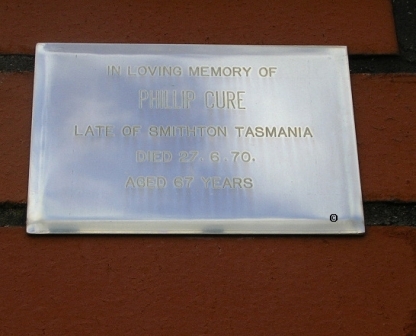 IN LOVING MEMORY OF
PHILLIP CURE
LATE OF SMITHTON TASMANIA
DIED 27-6-70.
AGED 67 YEARS
©